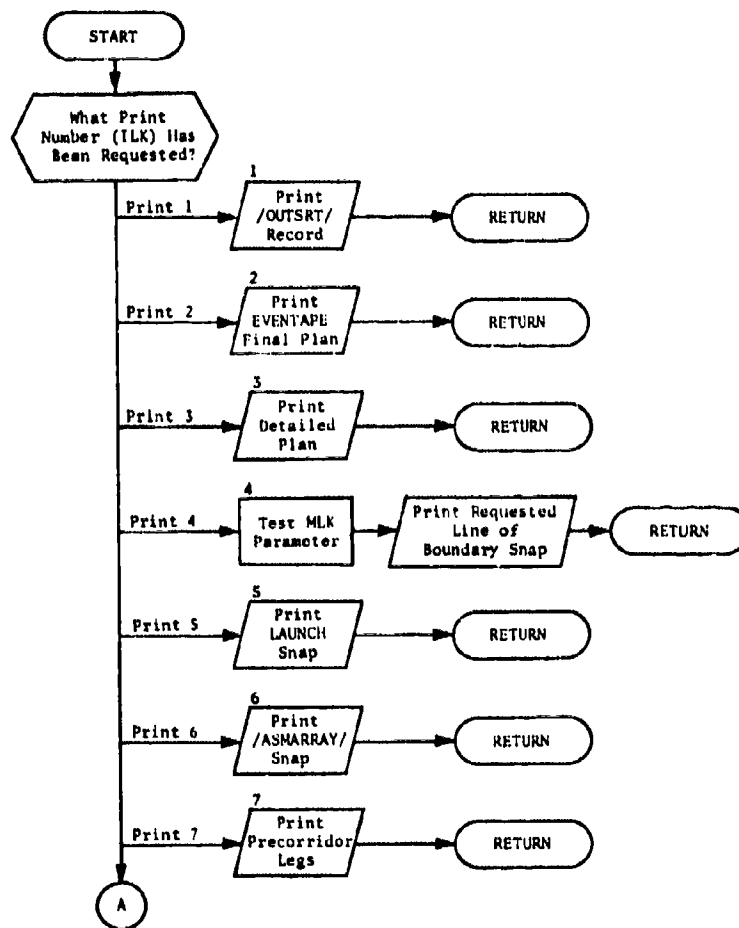 START
What Print
Number (ILK) Has
Been Requested?
1
Print 1
Print
/OUTSRT/
Record
RETURN
2
Print 2
Print
EVENTAPE
Final Plan
RETURN
3
Print 3
Print
Detailed
Plan
RETURN
4
Print 4
Test MLK
Parameter
Print Requested
Line of
Boundary Snap
RETURN
5
Print 5
Print
LAUNCH
Snap
RETURN
6
Print 6
Print
/ASMARRAY/
Snap
RETURN
7
Print 7
Print
Precorridor
Legs
RETURN
A